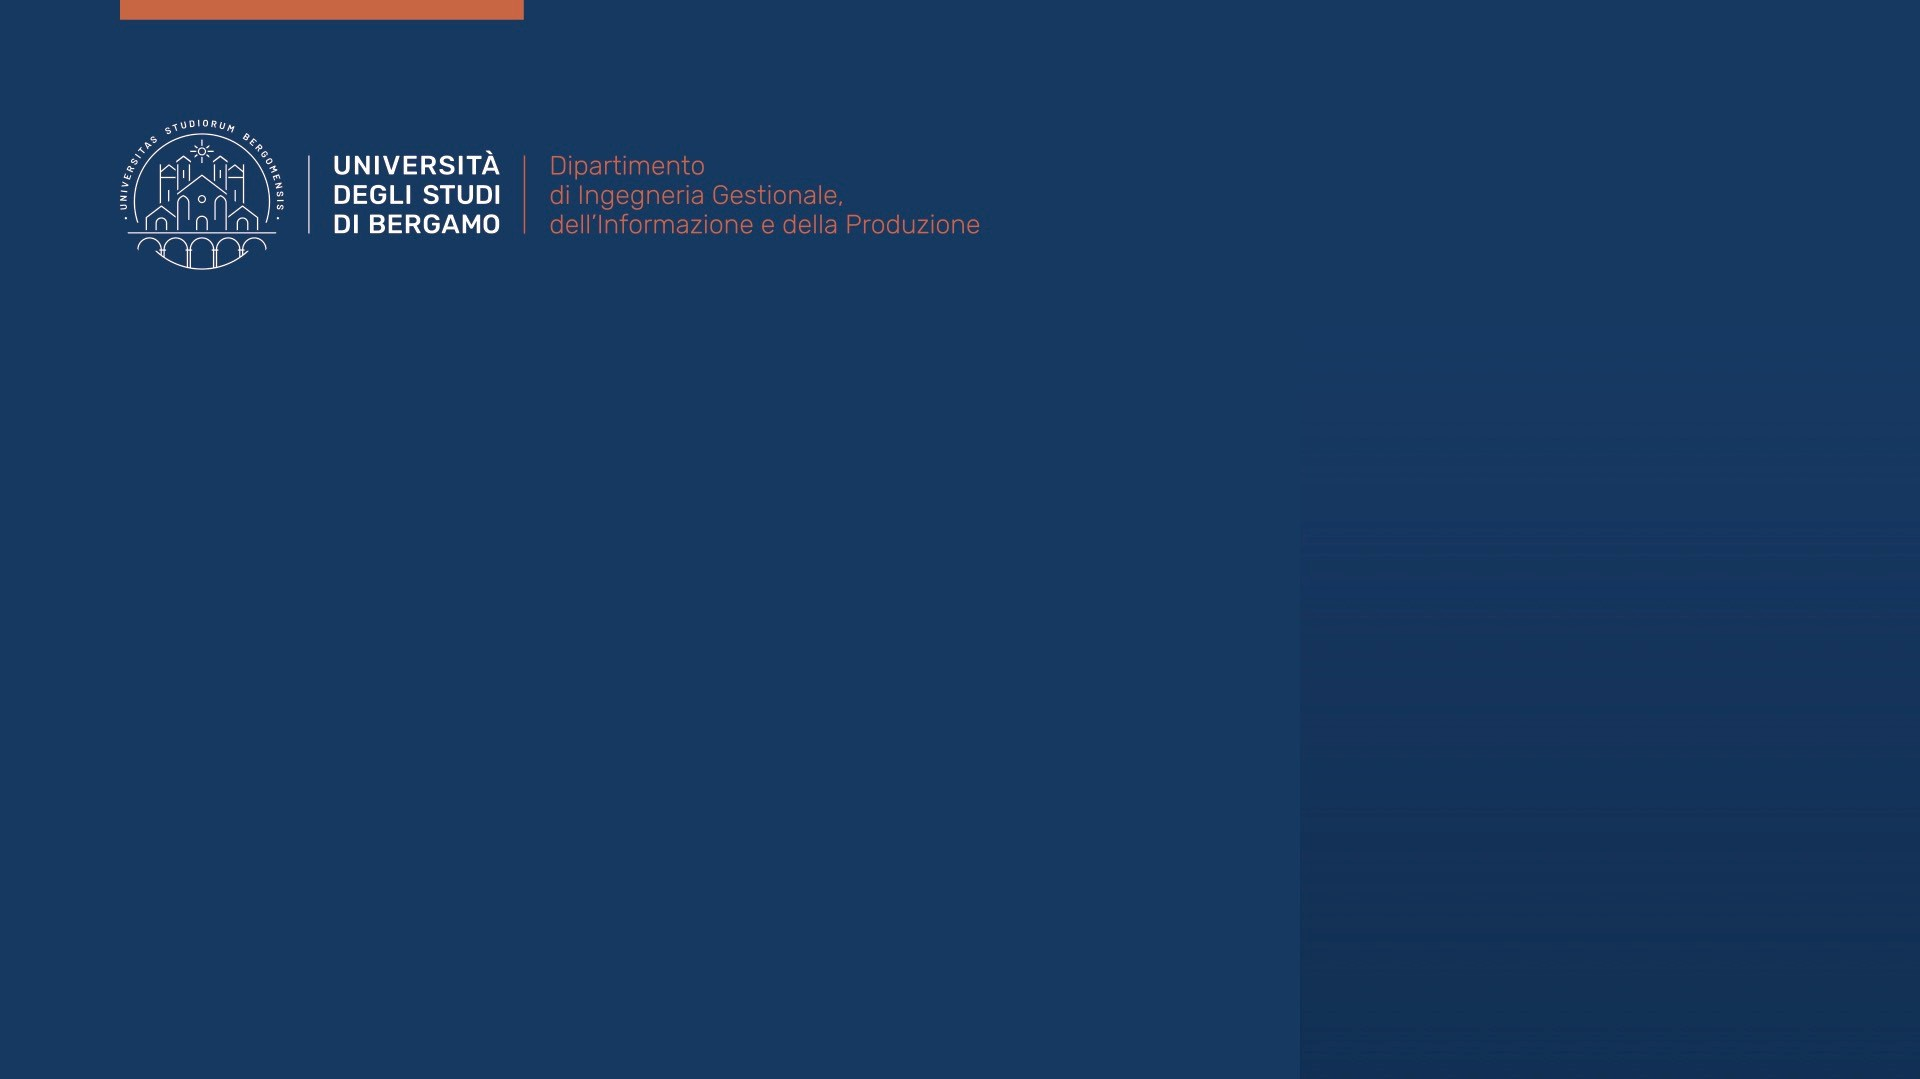 UNIVERSITAS STUDIORUM BERGOMENSIS
UNIVERSITÀ
DEGLI STUDI
DI BERGAMO
Dipartimento
di Ingegneria Gestionale,
dell’Informazione e della Produzione